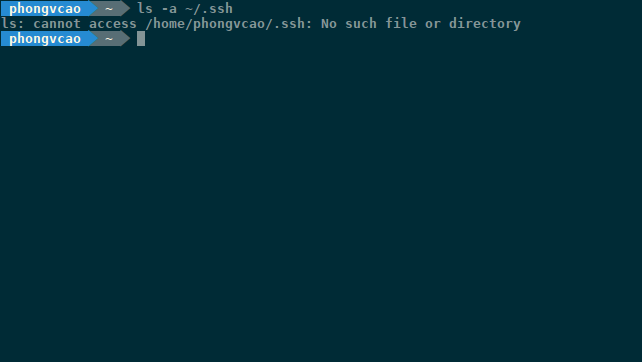 phongvcao ~ ls -a ~/.ssh
ls: cannot access /home/phongvcao/.ssh: No such file or directory
phongvcao ~